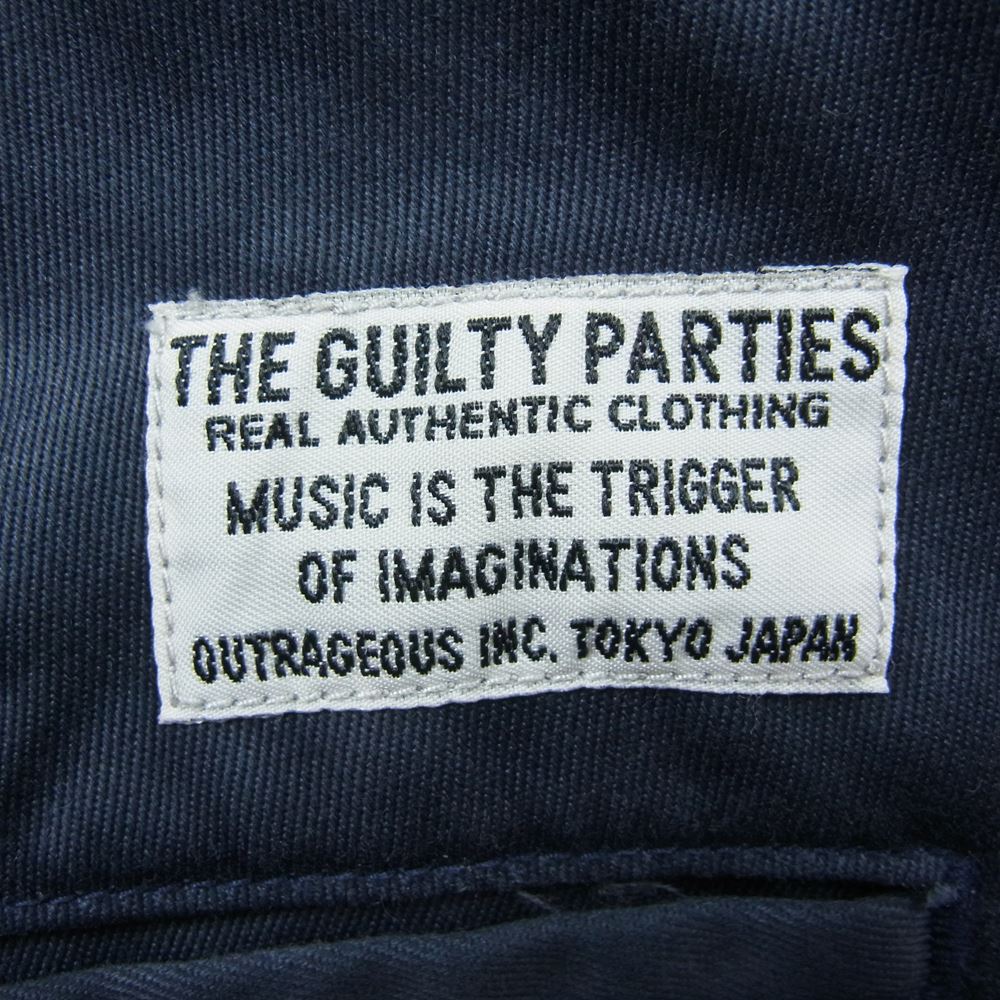 THE GUILTY PARTIES
REAL AUTHENTIC CLOTHING
MUSIC IS THE TRIGGER
OF IMAGINATIONS
OUTRAGEOUS INC. TOKYO JAPAN